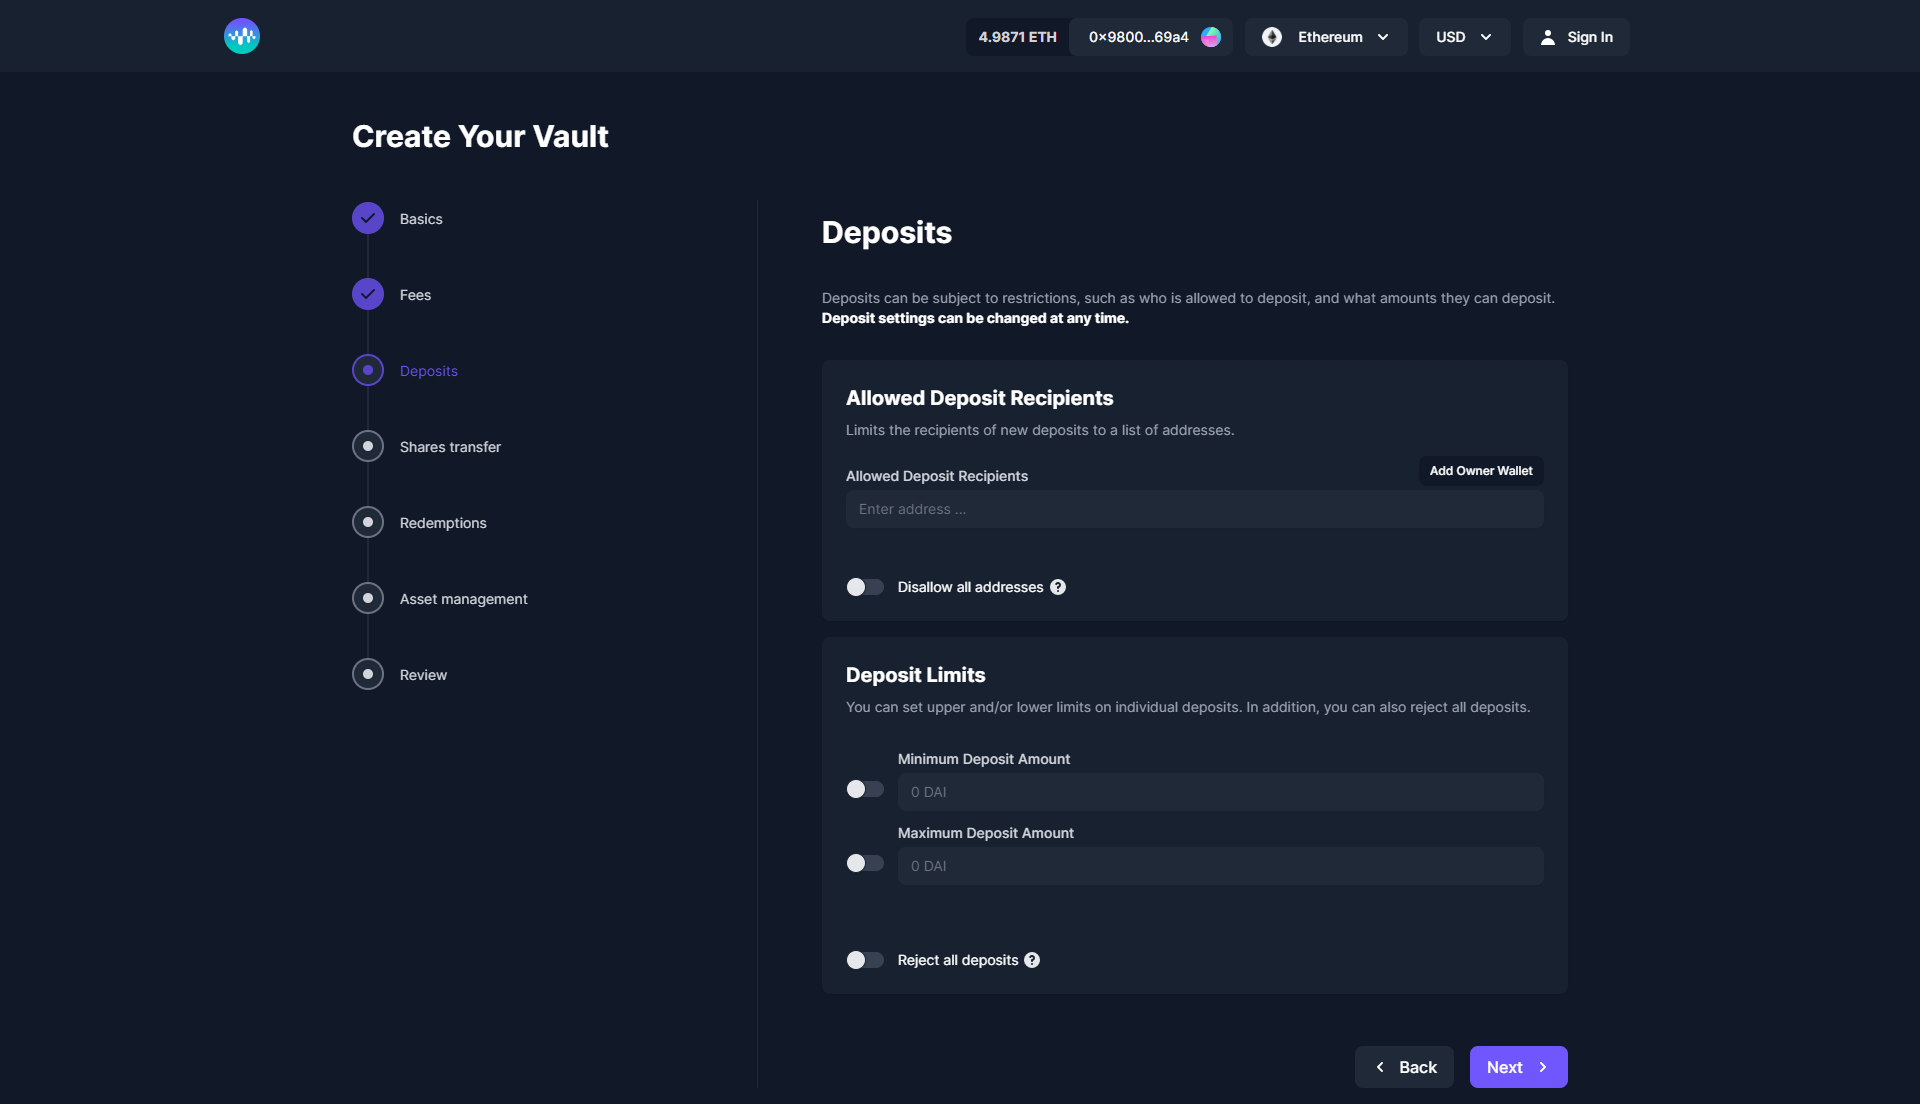 4.9871 ETH
0×9800...69a4
Ethereum
USD
Sign In
Create Your Vault
Basics
Fees
Deposits
Shares transfer
Redemptions
Asset management
Review
Deposits
Deposits can be subject to restrictions, such as who is allowed to deposit, and what amounts they can deposit.
Deposit settings can be changed at any time.
Allowed Deposit Recipients
Limits the recipients of new deposits to a list of addresses.
Allowed Deposit Recipients
Add Owner Wallet
Enter address ...
Disallow all addresses ?
Deposit Limits
You can set upper and/or lower limits on individual deposits. In addition, you can also reject all deposits.
Minimum Deposit Amount
0 DAI
Maximum Deposit Amount
0 DAI
Reject all deposits ?
Back
Next